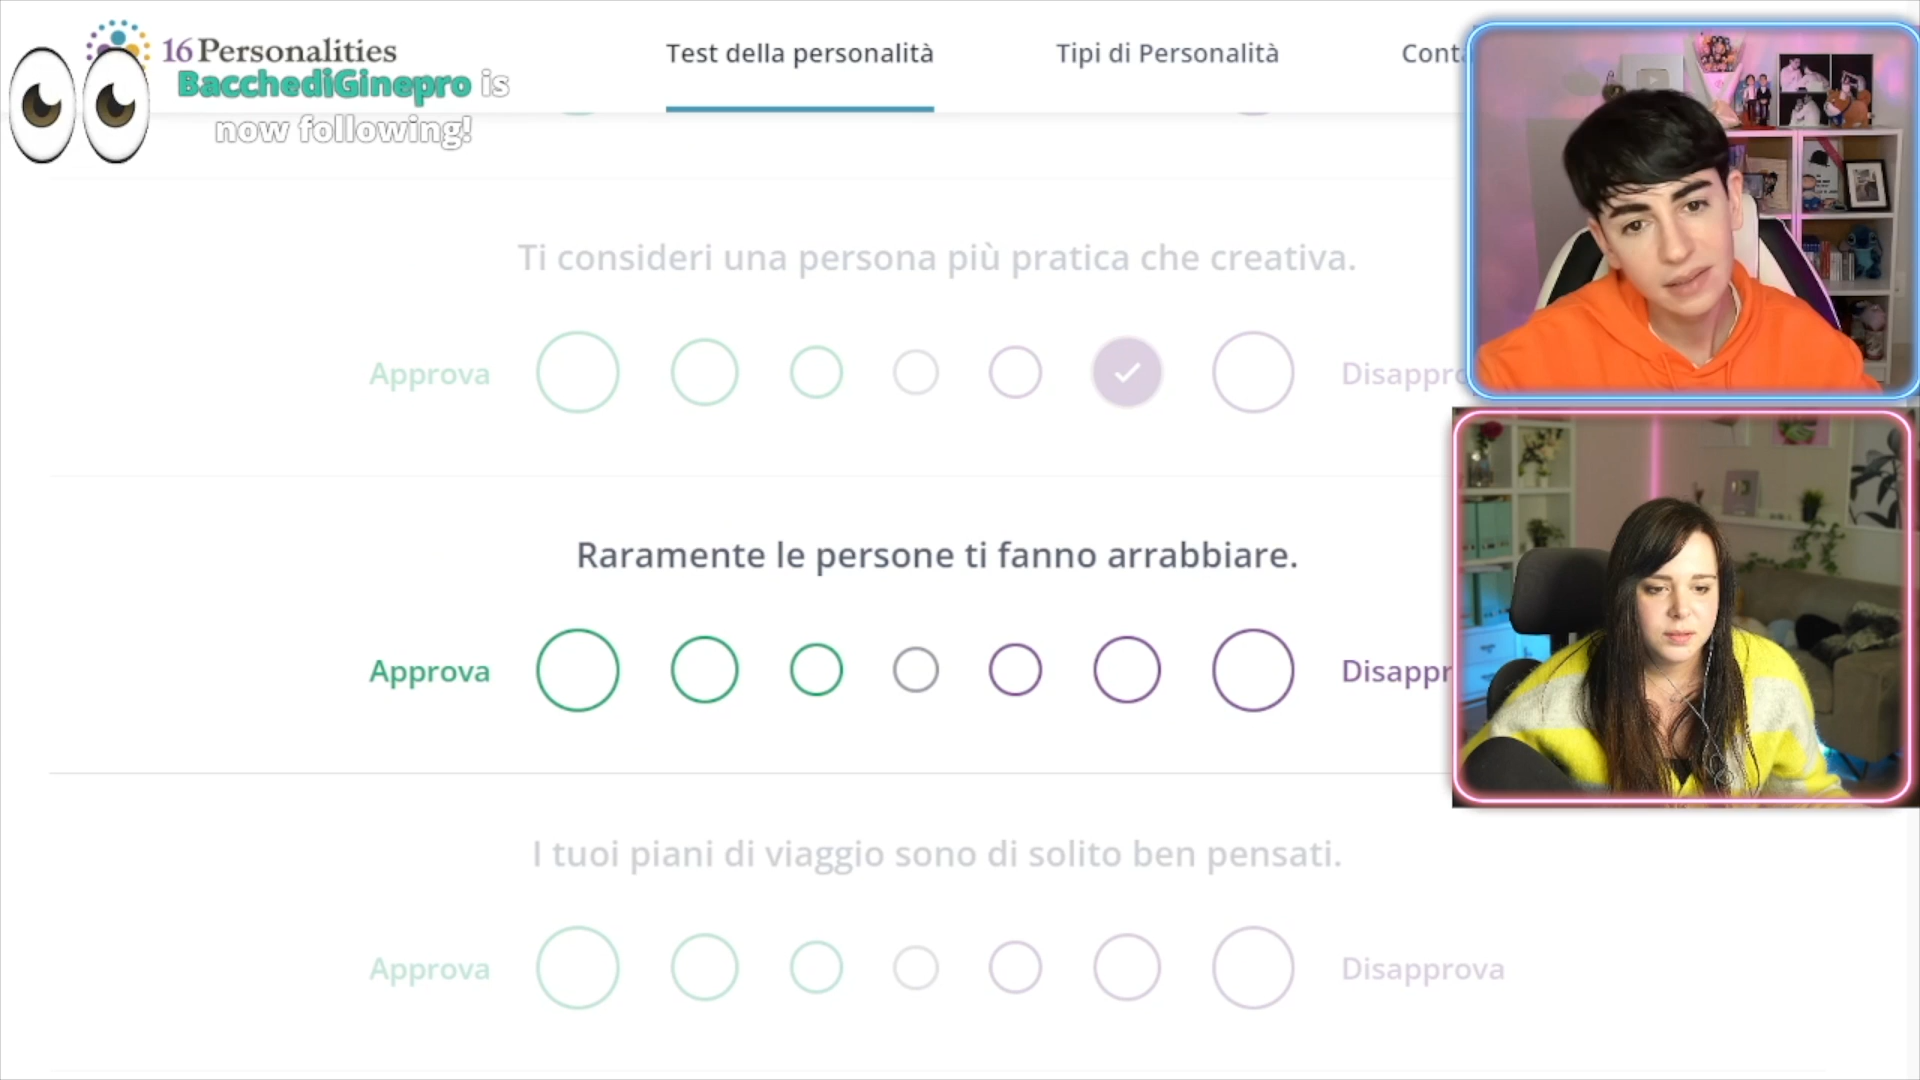 16Personalities
Test della personalità
Tipi di Personalità
Conta
BacchediGinepro is
now following!
Ti consideri una persona più pratica che creativa.
Approva
Disappro
Raramente le persone ti fanno arrabbiare.
Approva
Disappr
I tuoi piani di viaggio sono di solito ben pensati.
Approva
Disapprova